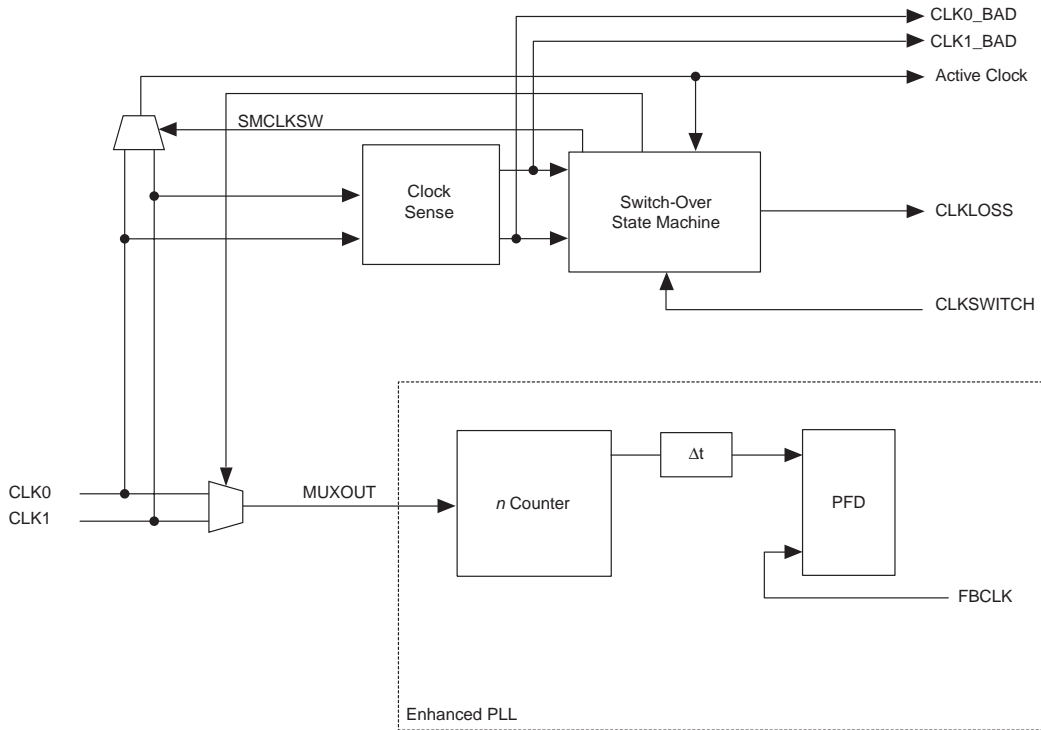 CLK0_BAD
CLK1_BAD
Active Clock
SMCLKSW
Clock
Sense
Switch-Over
State Machine
CLKLOSS
CLKSWITCH
CLK0
CLK1
MUXOUT
n Counter
Δt
PFD
FBCLK
Enhanced PLL